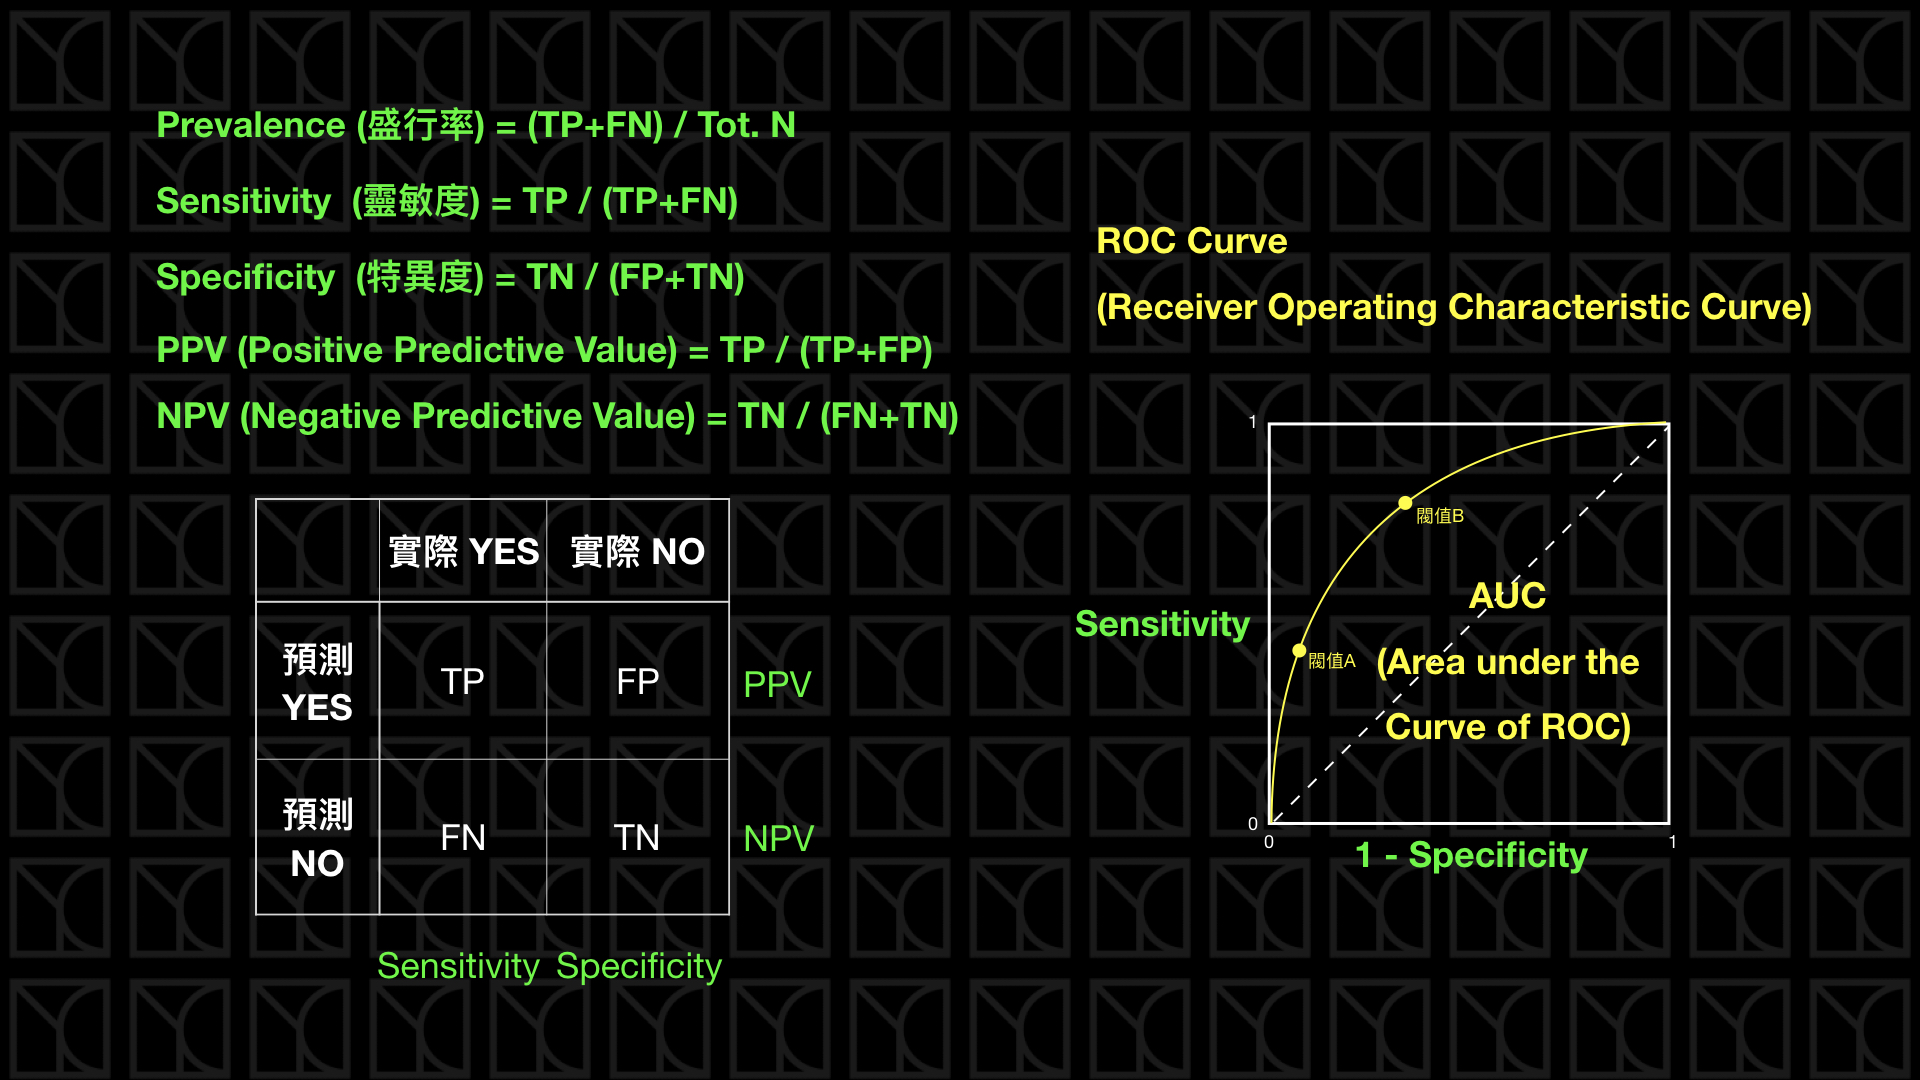 Prevalence (盛行率) = (TP+FN) / Tot. N
Sensitivity (靈敏度) = TP / (TP+FN)
Specificity (特異度) = TN / (FP+TN)
PPV (Positive Predictive Value) = TP / (TP+FP)
NPV (Negative Predictive Value) = TN / (FN+TN)
實際 YES 實際 NO
預測
YES
TP FP PPV
預測
NO
FN TN NPV
Sensitivity Specificity
ROC Curve
(Receiver Operating Characteristic Curve)
1
閥值B
Sensitivity
閥值A
AUC
(Area under the
Curve of ROC)
0
0 1
1 - Specificity